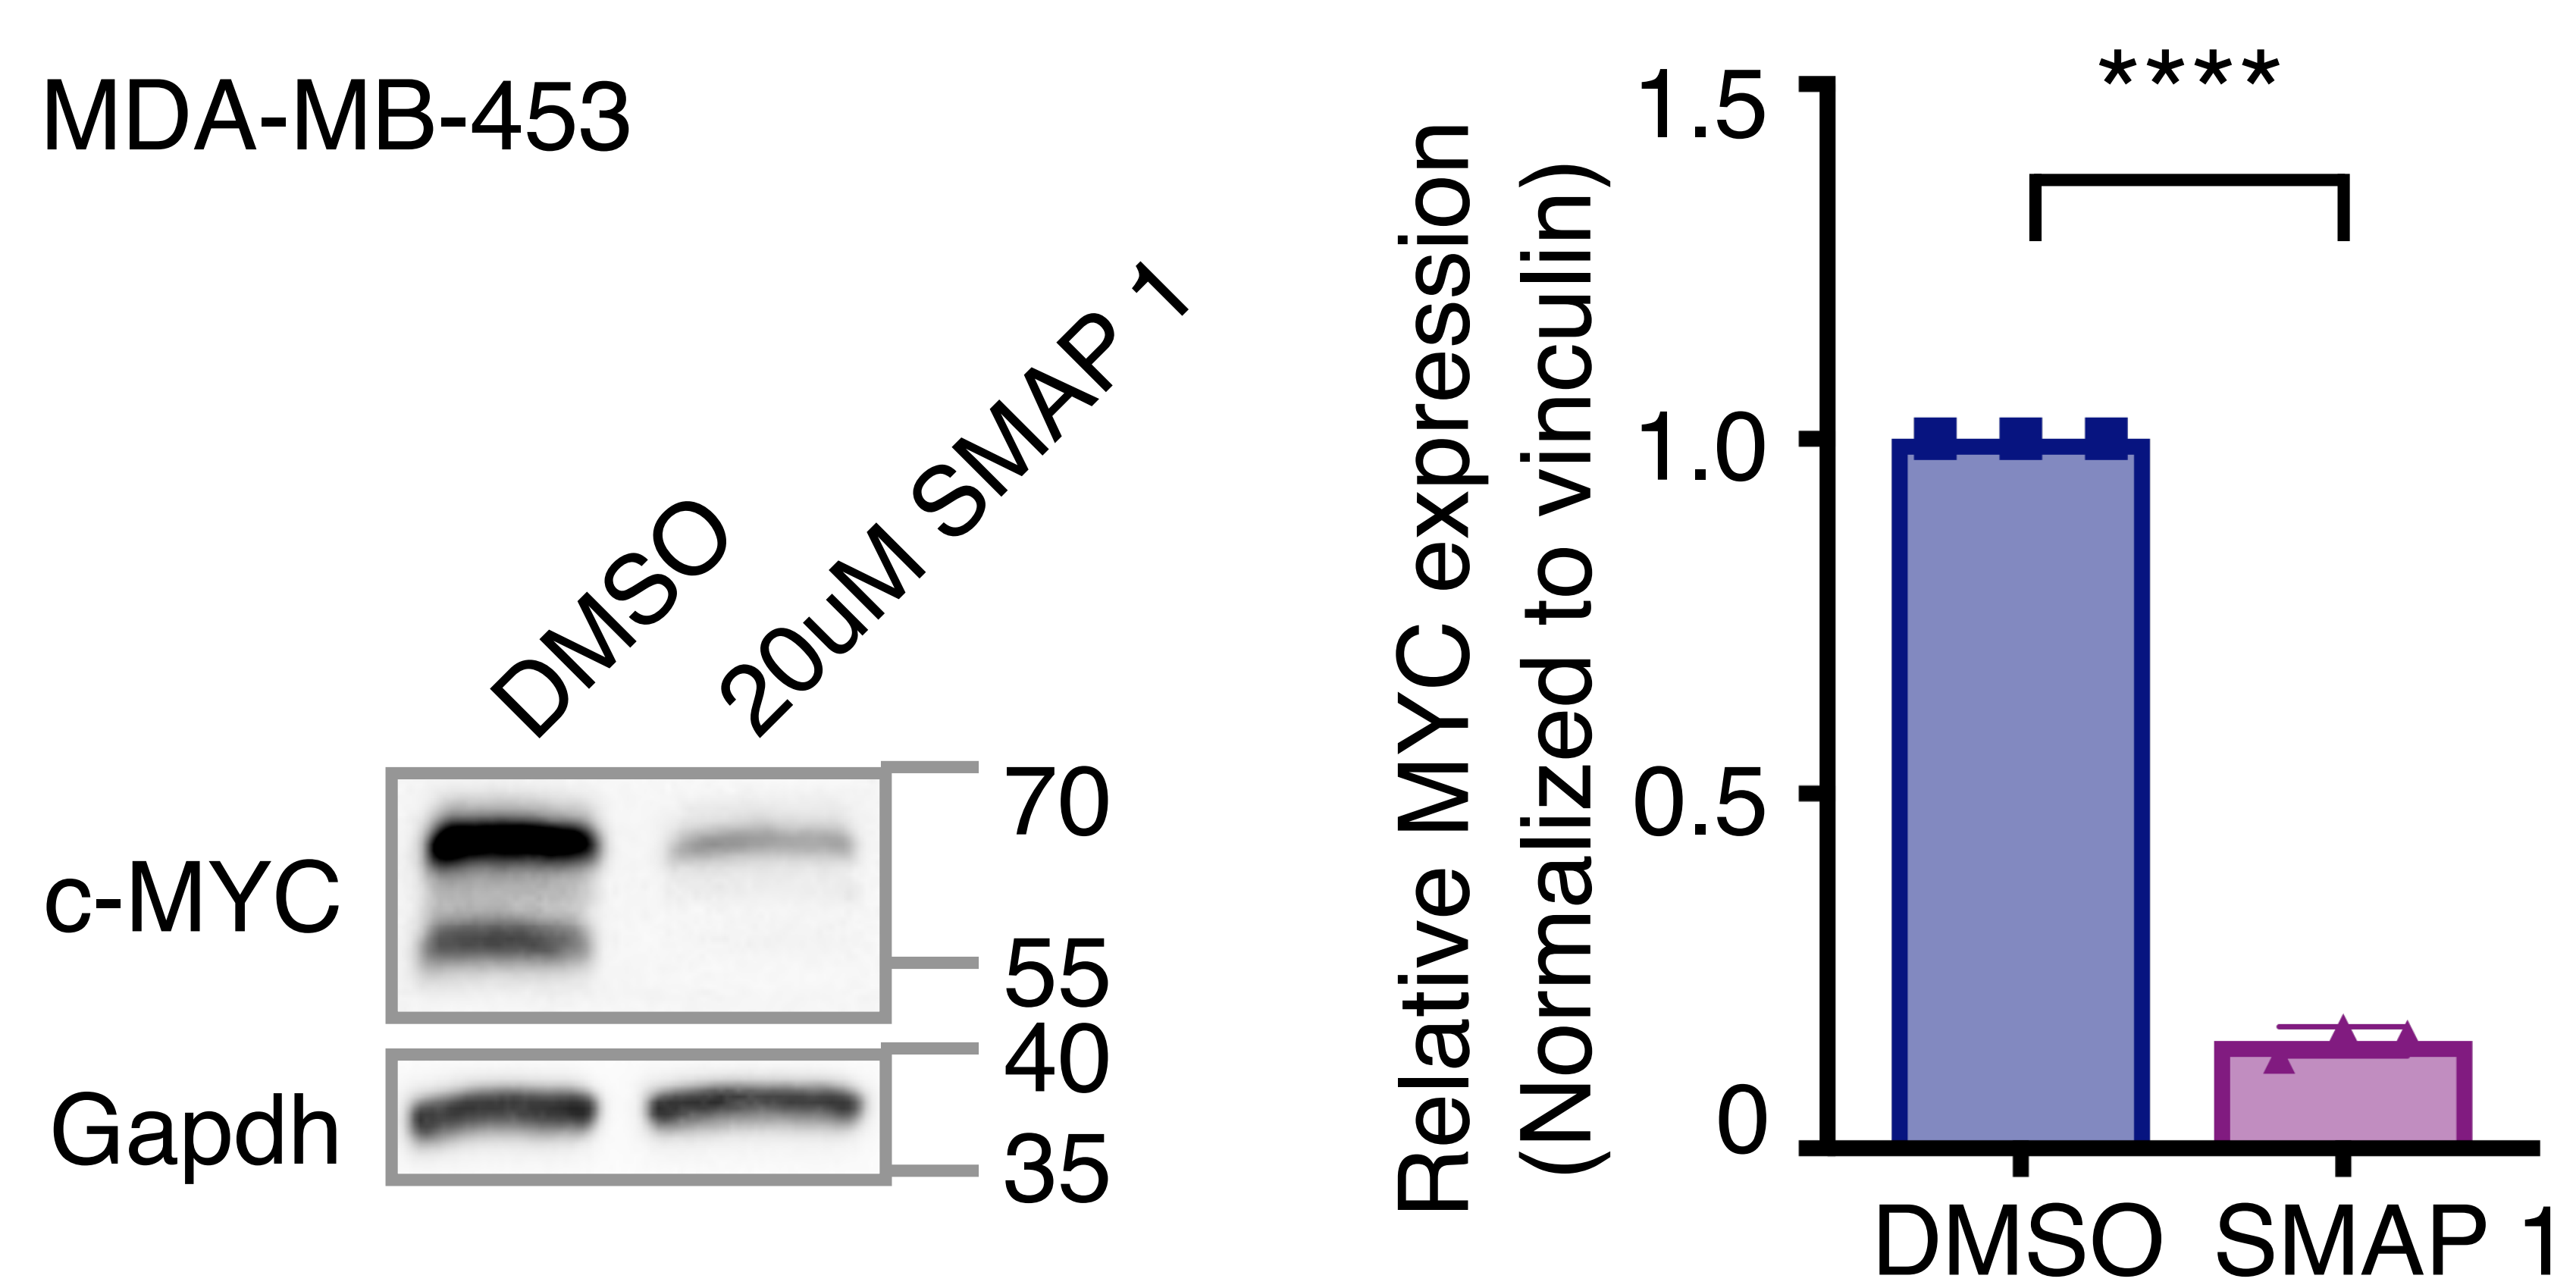 MDA-MB-453
DMSO
20uM SMAP 1
c-MYC
70
55
Gapdh
40
35
Relative MYC expression
(Normalized to vinculin)
1.5
1.0
0.5
0
****
DMSO
SMAP 1